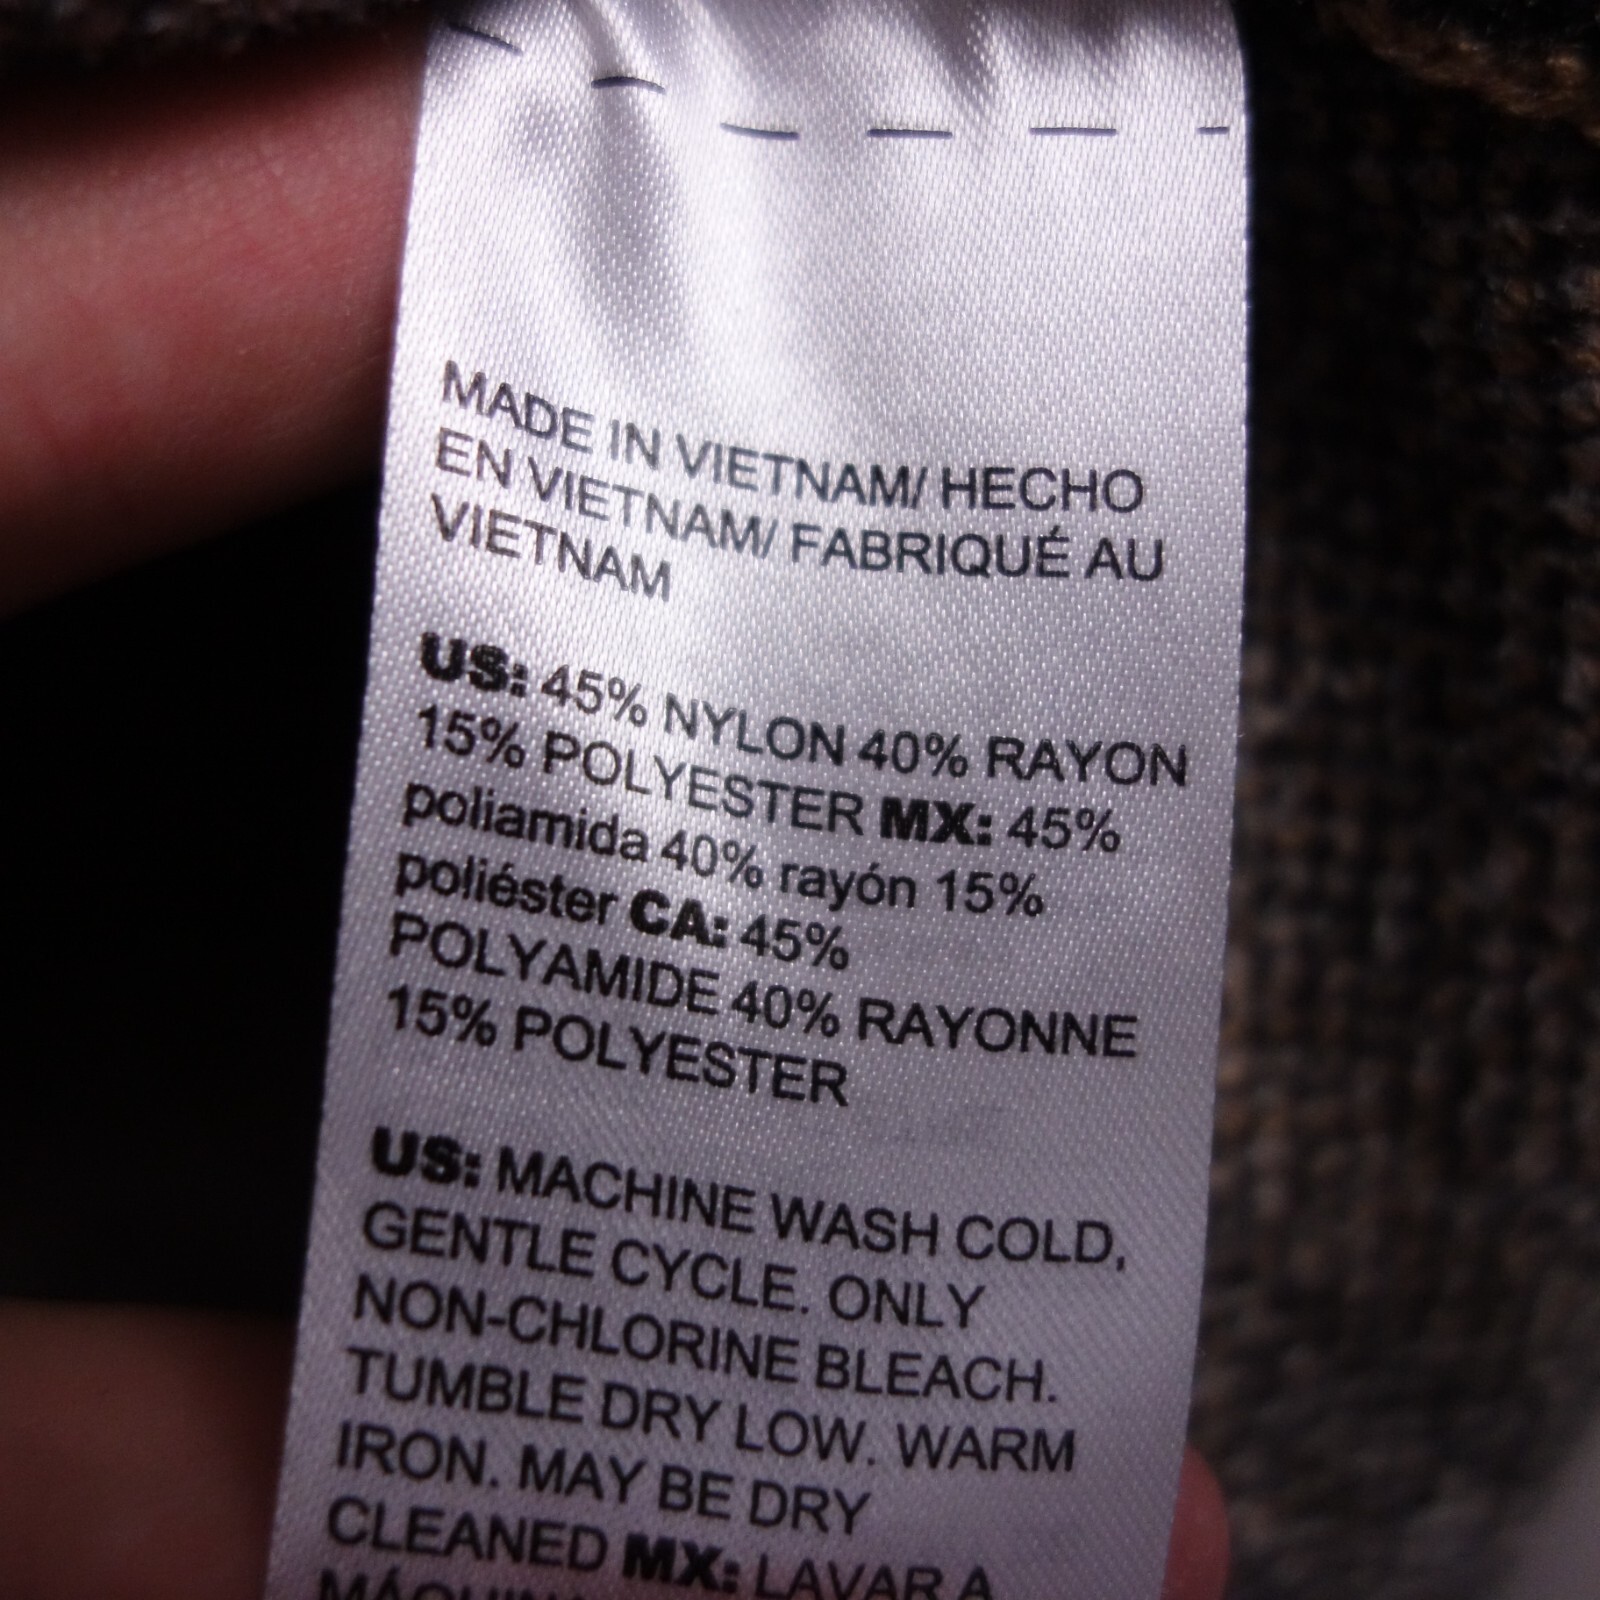 MADE IN VIETNAM/ HECHO
EN VIETNAM/ FABRIQUÉ AU
VIETNAM
US: 45% NYLON 40% RAYON
15% POLYESTER MX: 45%
poliamida 40% rayón 15%
poliéster CA: 45%
POLYAMIDE 40% RAYONNE
15% POLYESTER
US: MACHINE WASH COLD,
GENTLE CYCLE. ONLY
NON-CHLORINE BLEACH.
TUMBLE DRY LOW. WARM
IRON. MAY BE DRY
CLEANED MX: LAVAR A